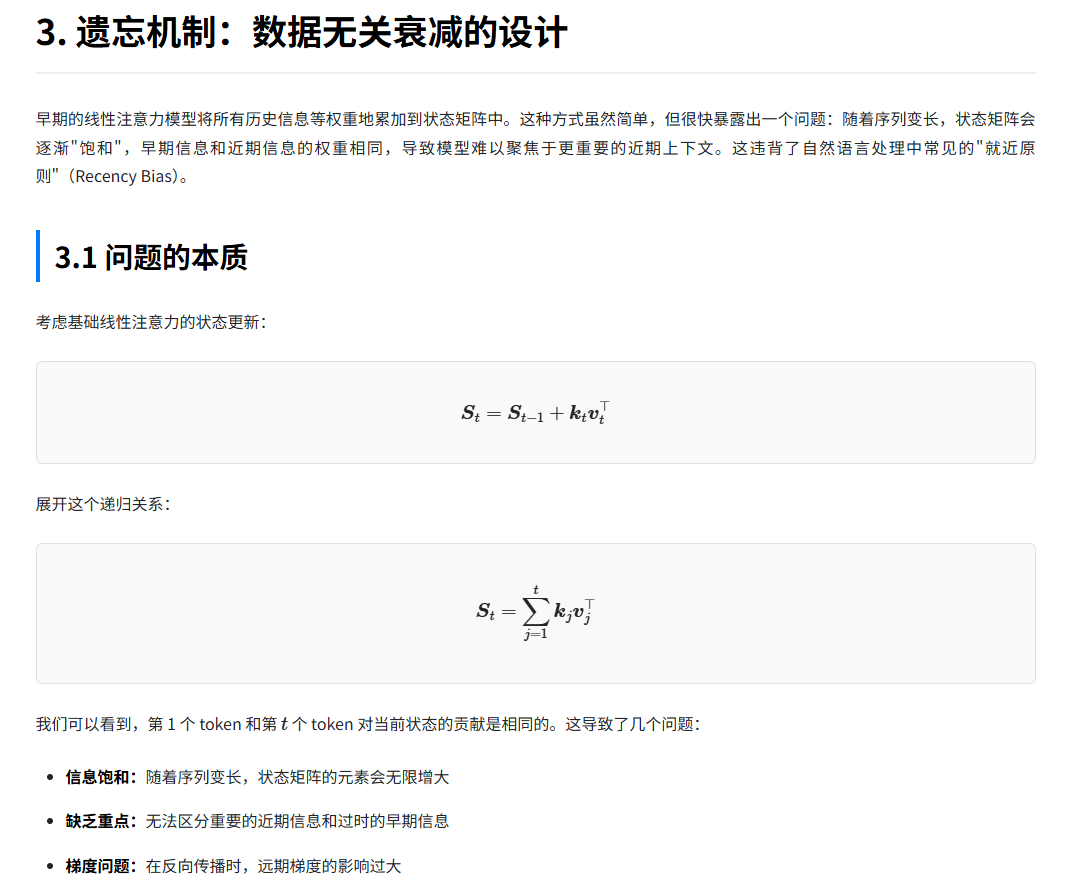 3. 遗忘机制：数据无关衰减的设计
早期的线性注意力模型将所有历史信息等权重地累加到状态矩阵中。这种方式虽然简单，但很快暴露出一个问题：随着序列变长，状态矩阵会
逐渐"饱和"，早期信息和近期信息的权重相同，导致模型难以聚焦于更重要的近期上下文。这违背了自然语言处理中常见的"就近原
则"（Recency Bias）。
3.1 问题的本质
考虑基础线性注意力的状态更新：
$\boldsymbol{S}_t = \boldsymbol{S}_{t-1} + \boldsymbol{k}_t \boldsymbol{v}_t^\top$
展开这个递归关系：
$\boldsymbol{S}_t = \sum_{j=1}^{t} \boldsymbol{k}_j \boldsymbol{v}_j^\top$
我们可以看到，第 1 个 token 和第 $t$ 个 token 对当前状态的贡献是相同的。这导致了几个问题：
• 信息饱和：随着序列变长，状态矩阵的元素会无限增大
• 缺乏重点：无法区分重要的近期信息和过时的早期信息
• 梯度问题：在反向传播时，远期梯度的影响过大